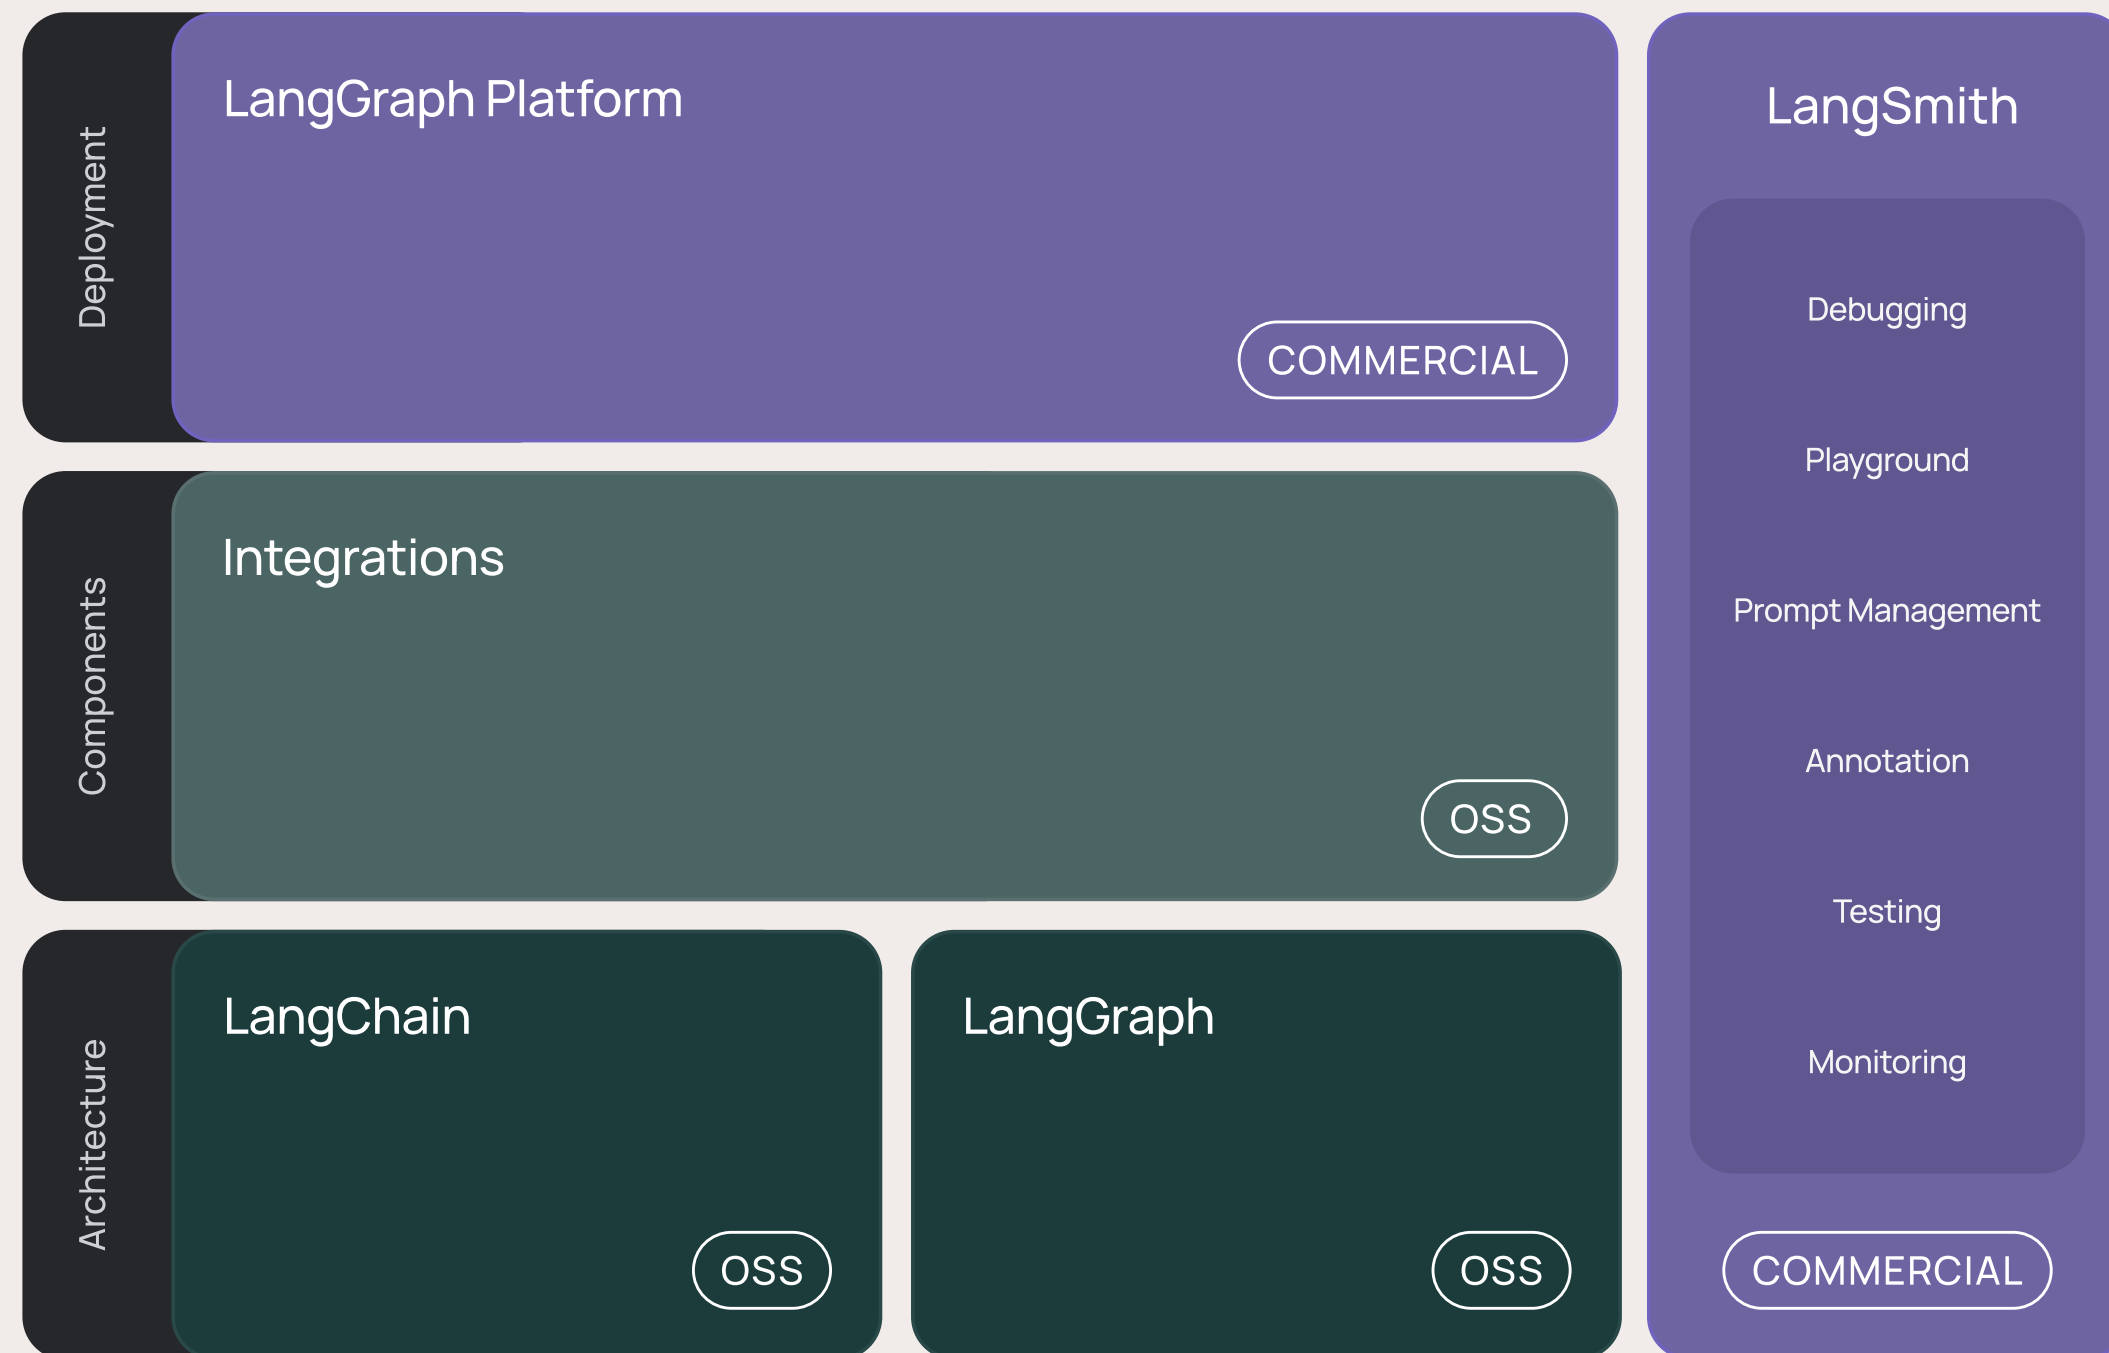 Deployment
LangGraph Platform
COMMERCIAL
Components
Integrations
OSS
Architecture
LangChain
OSS
LangGraph
OSS
LangSmith
Debugging
Playground
Prompt Management
Annotation
Testing
Monitoring
COMMERCIAL